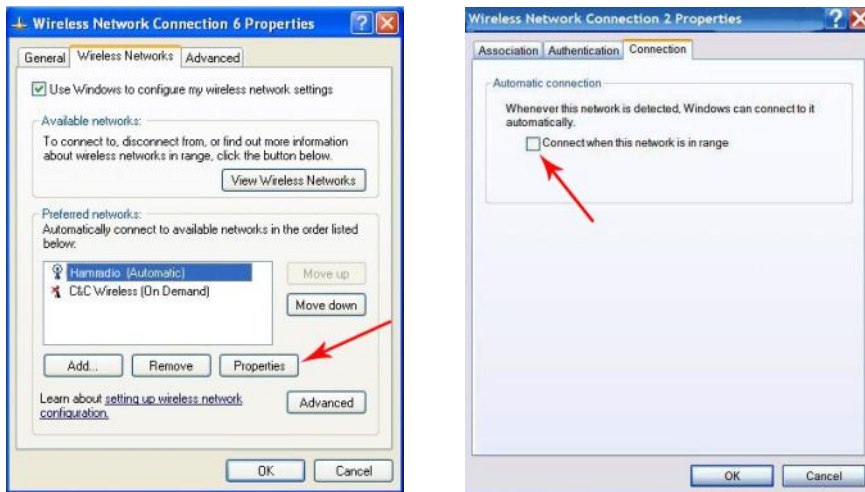 Wireless Network Connection 6 Properties
General Wireless Networks Advanced
Use Windows to configure my wireless network settings
Available networks:
To connect to, disconnect from, or find out more information
about wireless networks in range, click the button below.
View Wireless Networks
Preferred networks:
Automatically connect to available networks in the order listed
below:
Hamradio (Automatic)
C&C Wireless (On Demand)
Move up
Move down
Add... Remove Properties
Learn about setting up wireless network
configuration.
Advanced
OK Cancel
Wireless Network Connection 2 Properties
Association Authentication Connection
Automatic connection
Whenever this network is detected, Windows can connect to it
automatically.
Connect when this network is in range
OK Cancel